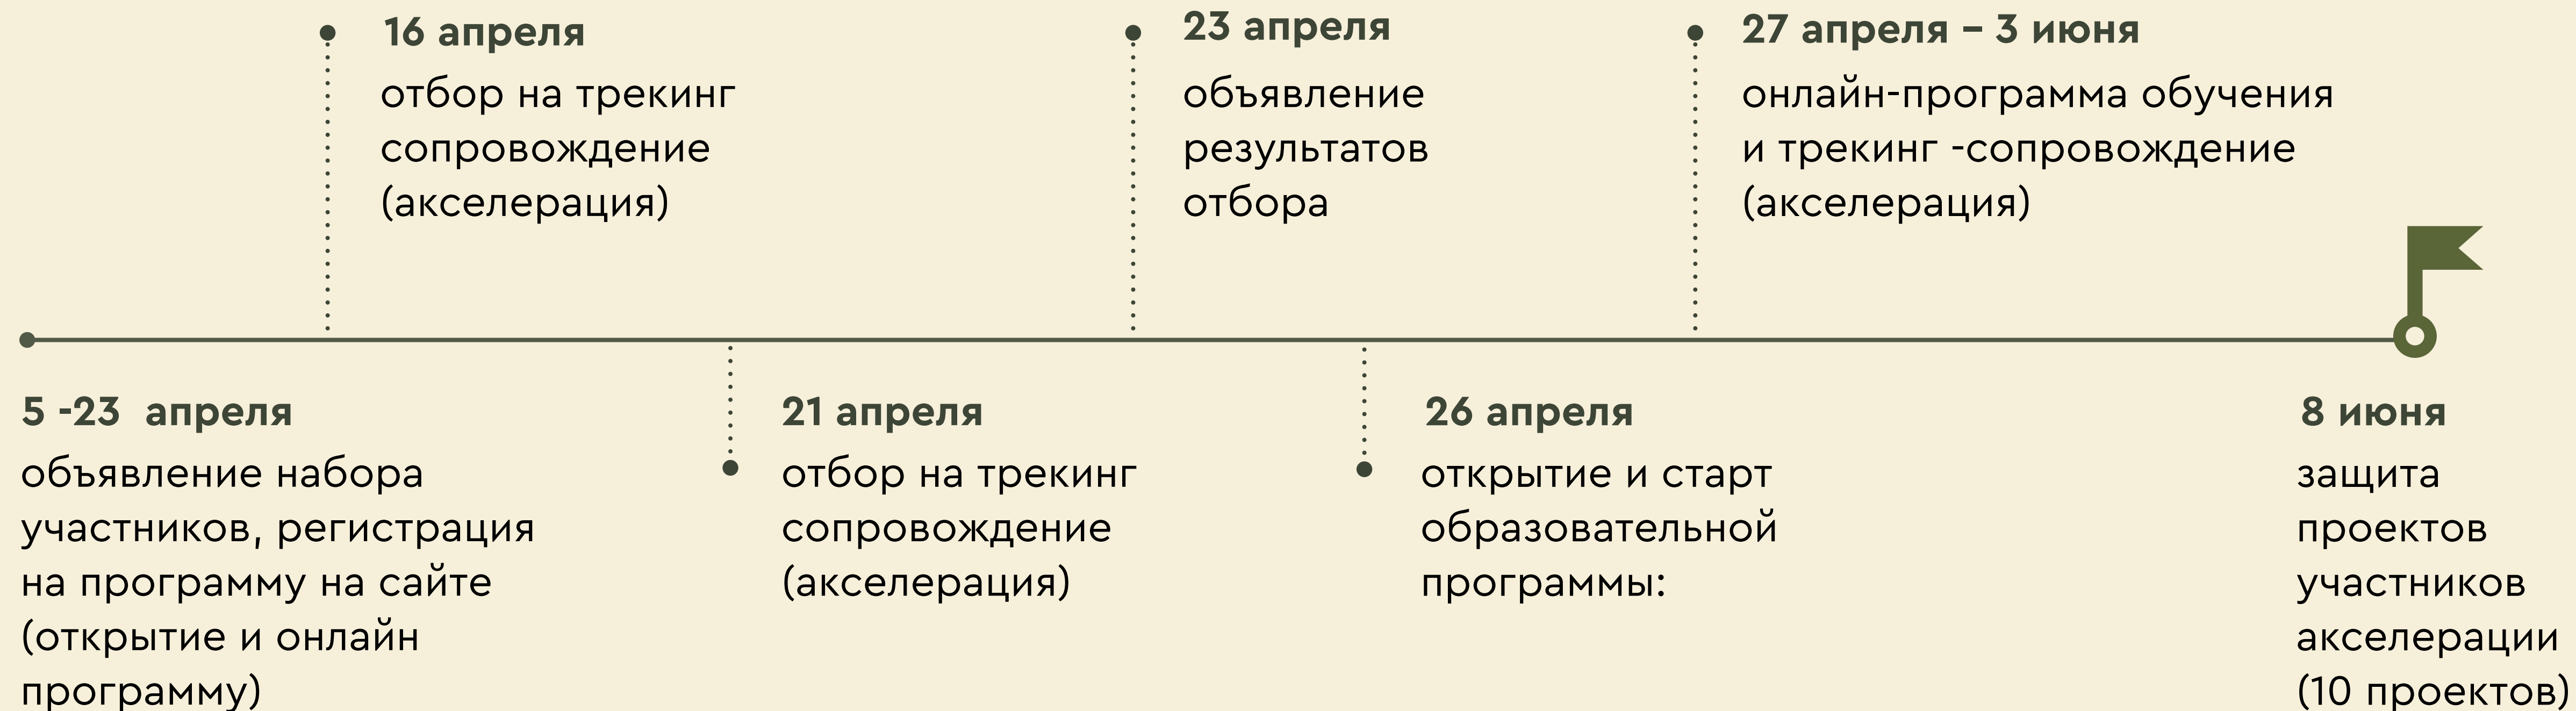 16 апреля
отбор на трекинг
сопровождение
(акселерация)
23 апреля
объявление
результатов
отбора
27 апреля – 3 июня
онлайн-программа обучения
и трекинг -сопровождение
(акселерация)
5 -23 апреля
объявление набора
участников, регистрация
на программу на сайте
(открытие и онлайн
программу)
21 апреля
отбор на трекинг
сопровождение
(акселерация)
26 апреля
открытие и старт
образовательной
программы:
8 июня
защита
проектов
участников
акселерации
(10 проектов)